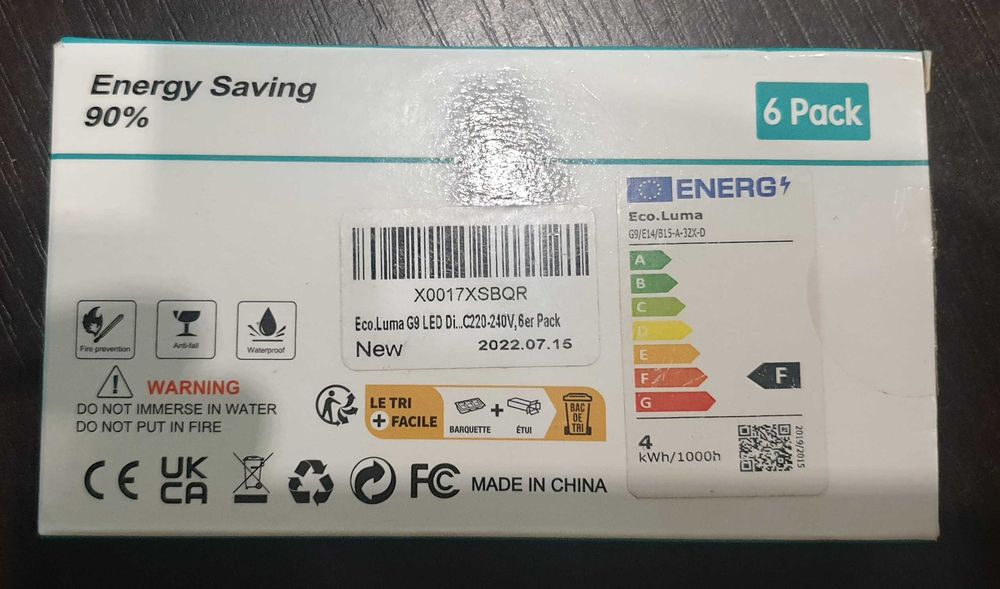 Energy Saving
90%
6 Pack
ENERG
Eco.Luma
G9/E14/B15-A-32X-D
A
B
C
D
E
F
G
F
4
kWh/1000h
2019/2015
X0017XSBQR
Eco.Luma G9 LED Di...C220-240V,6er Pack
New
2022.07.15
Fire prevention
Anti-fall
Waterproof
WARNING
DO NOT IMMERSE IN WATER
DO NOT PUT IN FIRE
LE TRI
+ FACILE
BARQUETTE
+
ÉTUI
BAC
DE
TRI
CE
UK
CA
FC
MADE IN CHINA